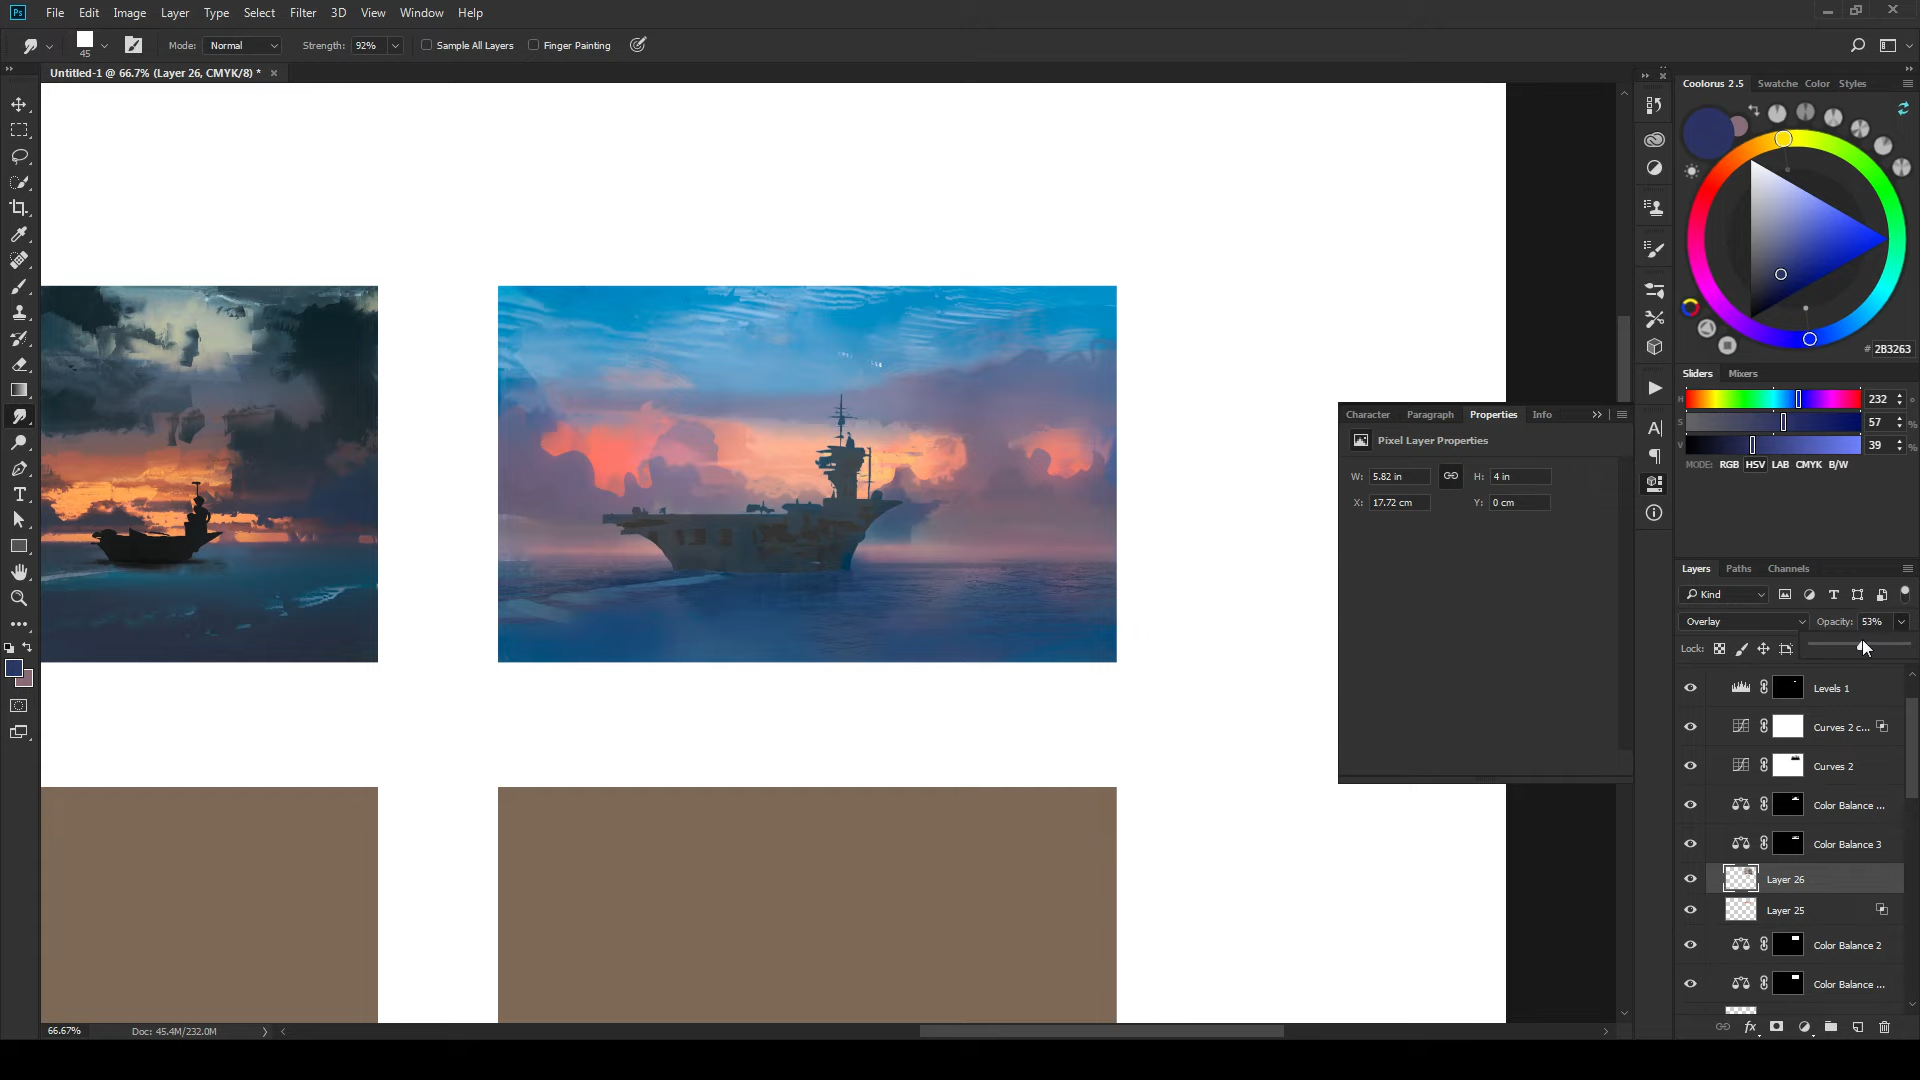 Ps File Edit Image Layer Type Select Filter 3D View Window Help
45 Mode: Normal Strength: 92% Sample All Layers Finger Painting
Untitled-1 @ 66.7% (Layer 26, CMYK/8) *
Coolorus 2.5 Swatche Color Styles
# 2B3263
Sliders Mixers
H 232 °
S 57 %
V 39 %
MODE: RGB HSV LAB CMYK B/W
Character Paragraph Properties Info
Pixel Layer Properties
W: 5.82 in H: 4 in
X: 17.72 cm Y: 0 cm
Layers Paths Channels
Kind
Overlay Opacity: 53%
Lock:
Levels 1
Curves 2 c...
Curves 2
Color Balance ...
Color Balance 3
Layer 26
Layer 25
Color Balance 2
Color Balance ...
66.67% Doc: 45.4M/232.0M